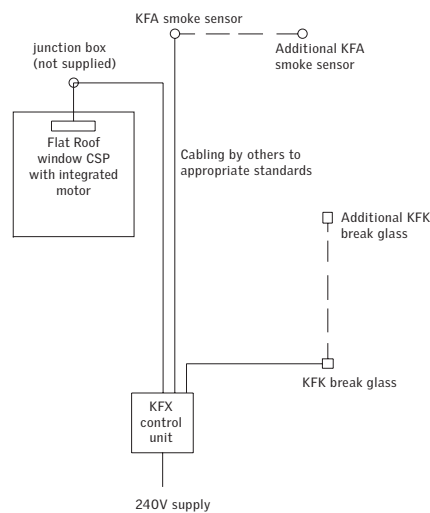 KFA smoke sensor
junction box
(not supplied)
Additional KFA
smoke sensor
Flat Roof
window CSP
with integrated
motor
Cabling by others to
appropriate standards
Additional KFK
break glass
KFK break glass
KFX
control
unit
240V supply